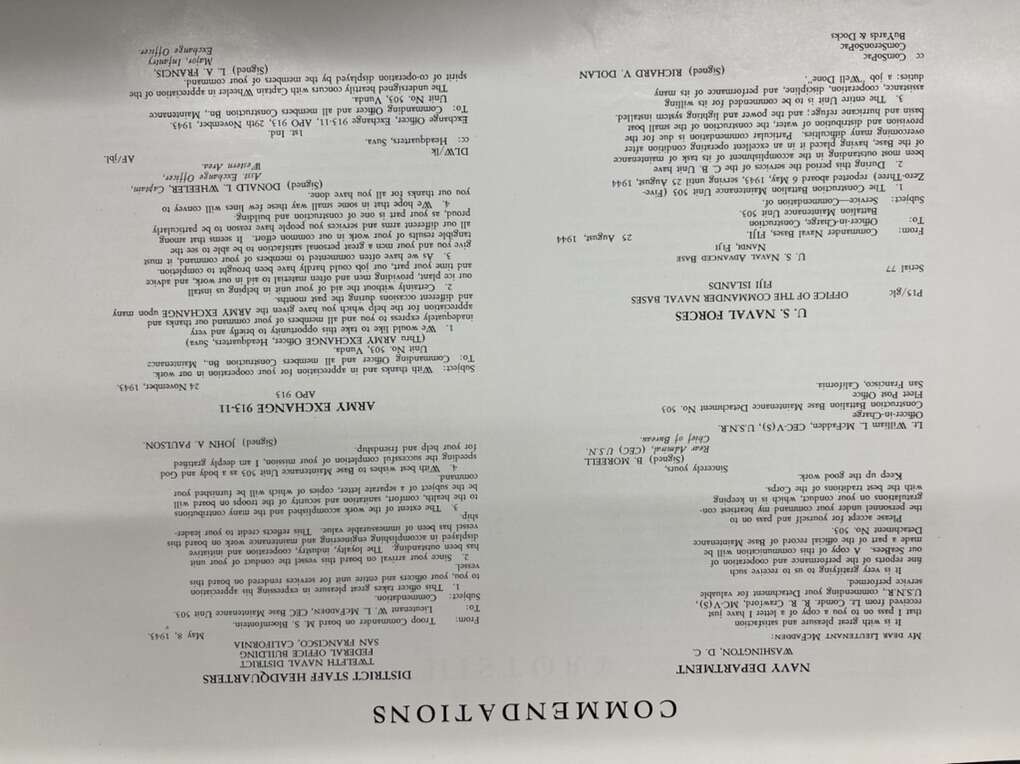 COMMENDATIONS
NAVY DEPARTMENT
WASHINGTON, D. C.
MY DEAR LIEUTENANT MCFADDEN:
It is with great pleasure and satisfaction
that I pass on to you a copy of a letter I have just
received from Lt. Comdr. R. R. Crawford, MC-V(S),
U.S.N.R., commending your Detachment for valuable
service performed.
It is very gratifying to us to receive such
fine reports of the performance and cooperation of
our SeaBees. A copy of this communication will be
made a part of the official record of Base Maintenance
Detachment No. 503.
Please accept for yourself and pass on to
the personnel under your command my heartiest con-
gratulations on your conduct, which is in keeping
with the best traditions of the Corps.
Keep up the good work.
Sincerely yours,
(Signed) B. MOREELL
Rear Admiral, (CEC) U.S.N.
Chief of Bureau.
Lt. William L. McFadden, CEC-V(S), U.S.N.R.
Officer-in-Charge
Construction Battalion Base Maintenance Detachment No. 503
Fleet Post Office
San Francisco, California
U. S. NAVAL FORCES
P15/glc OFFICE OF THE COMMANDER NAVAL BASES
FIJI ISLANDS
Serial 77
U. S. NAVAL ADVANCED BASE
NANDI, FIJI
25 August, 1944
From: Commander Naval Bases, FIJI.
To: Officer-in-Charge, Construction
Battalion Maintenance Unit 503.
Subject: Service—Commendation of.
1. The Construction Battalion Maintenance Unit 503 (Five-
Zero-Three) reported aboard 6 May, 1943, serving until 25 August, 1944
2. During this period the services of the C. B. Unit have
been most outstanding in the accomplishment of its task of maintenance
of the Base, having placed it in an excellent operating condition after
overcoming many difficulties. Particular commendation is due for the
provision and distribution of water, the construction of the small boat
basin and hurricane refuge; and the power and lighting system installed.
3. The entire Unit is to be commended for its willing
assistance, cooperation, discipline, and performance of its many
duties: a job "Well Done".
(Signed) RICHARD V. DOLAN
cc ComSoPac
ComServonSoPac
BuYards & Docks
DISTRICT STAFF HEADQUARTERS
TWELFTH NAVAL DISTRICT
FEDERAL OFFICE BUILDING
SAN FRANCISCO, CALIFORNIA
May 8, 1943.
From: Troop Commander on board M. S. Bloomfontein.
To: Lieutenant W. L. MCFADDEN, CEC Base Maintenance Unit 503.
Subject: Commendation.
1. This officer takes great pleasure in expressing his appreciation
to you, your officers and entire unit for services rendered on board this
vessel.
2. Since your arrival on board this vessel the conduct of your unit
has been outstanding. The loyalty, industry, cooperation and initiative
displayed in accomplishing engineering and maintenance work on board this
vessel has been of immeasurable value. This reflects credit to your leader-
ship.
3. The extent of the work accomplished and the many contributions
to the health, comfort, sanitation and security of the troops on board will
be the subject of a separate letter, copies of which will be furnished your
command
4. With best wishes to Base Maintenance Unit 503 as a body and God
speeding the successful completion of your mission, I am deeply gratified
for your help and friendship.
(Signed) JOHN A. PAULSON.
ARMY EXCHANGE 913-11
APO 913
24 November, 1943.
Subject: With thanks and in appreciation for your cooperation in our work.
To: Commanding Officer and all members Construction Bn., Maintenance
Unit No. 503, Vunda.
(Thru ARMY EXCHANGE Officer, Headquarters, Suva)
1. We would like to take this opportunity to briefly and very
inadequately express to you and all members of your command our thanks and
appreciation for the help which you have given the ARMY EXCHANGE upon many
and different occasions during the past months.
2. Certainly without the aid of your unit in helping us install
our ice plant, providing men and often material to aid in our work, and advice
and time your part, our job could hardly have been brought to completion.
3. As we have often commented to members of your command, it must
give you and your men a great personal satisfaction to be able to see the
tangible results of your work in our common effort. It seems that among
all our different arms and services you people have reason to be particularly
proud, as your part is one of construction and building.
4. We hope that in some small way these few lines will convey to
you our thanks for all you have done.
(Signed) DONALD L. WHEELER, Captain,
Asst. Exchange Officer,
Western Area.
DLW/lk AF/jbl.
cc: Headquarters, Suva.
1st. Ind.
Exchange Officer, Exchange 913-11, APO 913, 29th November, 1943.
To: Commanding Officer and all members Construction Bn., Maintenance
Unit No. 503, Vunda.
The undersigned heartily concurs with Captain Wheeler in appreciation of the
spirit of co-operation displayed by the members of your command.
(Signed) L. A. FRANCIS,
Major, Infantry
Exchange Officer.